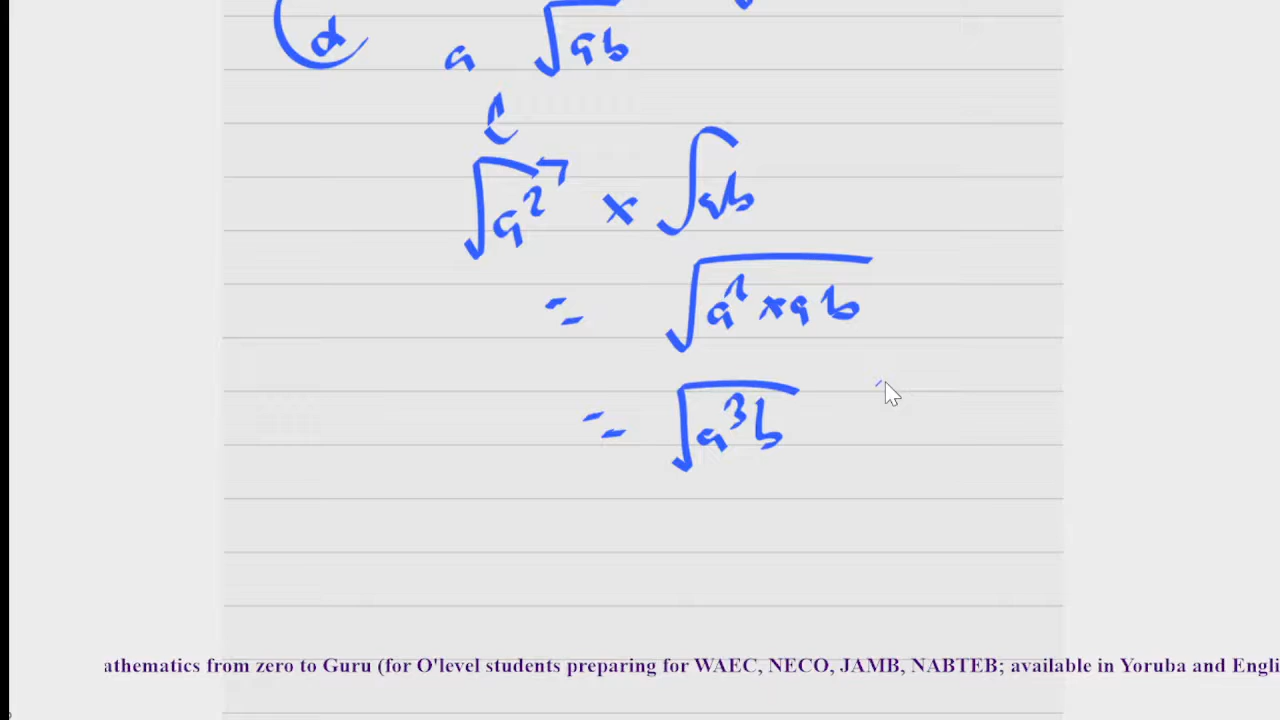 d a √ab
√a² × √ab
= √a² × ab
= √a³b
athematics from zero to Guru (for O'level students preparing for WAEC, NECO, JAMB, NABTEB; available in Yoruba and Engli